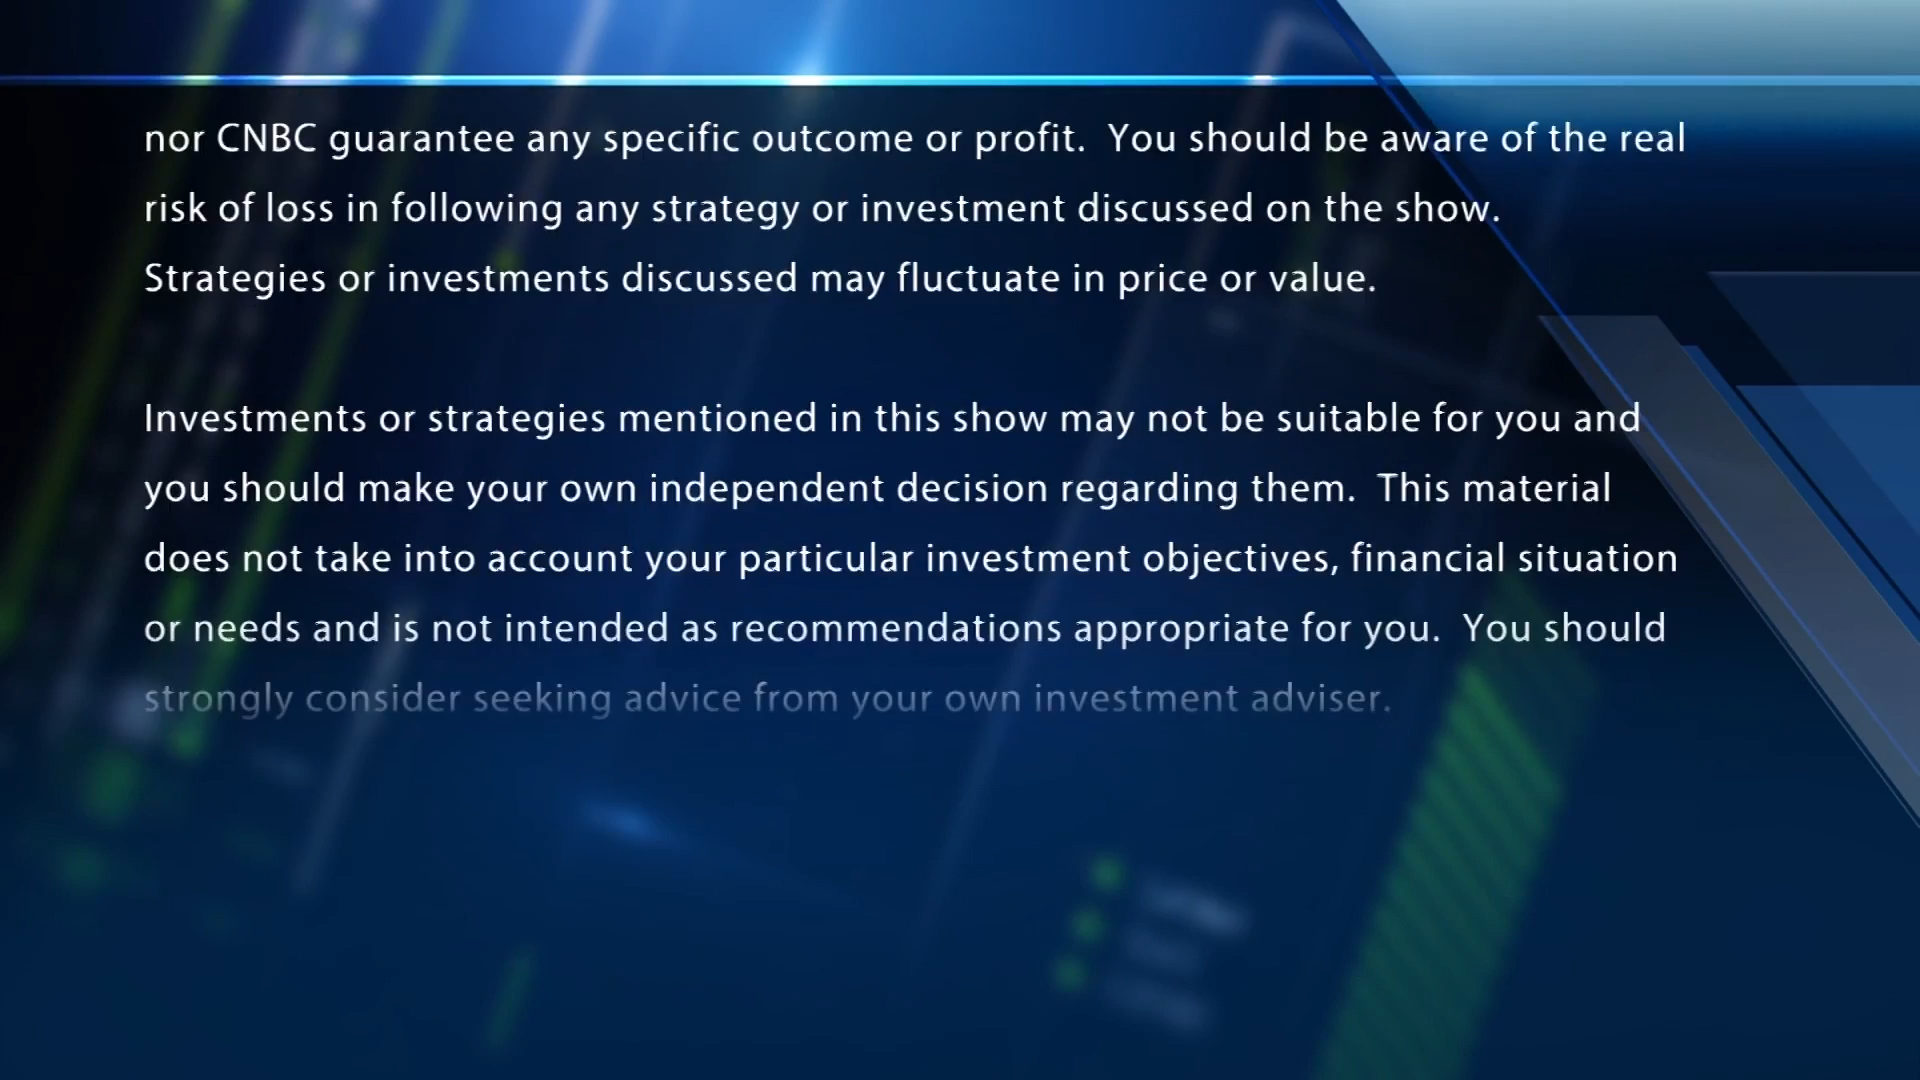 nor CNBC guarantee any specific outcome or profit.  You should be aware of the real
risk of loss in following any strategy or investment discussed on the show.
Strategies or investments discussed may fluctuate in price or value.
Investments or strategies mentioned in this show may not be suitable for you and
you should make your own independent decision regarding them.  This material
does not take into account your particular investment objectives, financial situation
or needs and is not intended as recommendations appropriate for you.  You should
strongly consider seeking advice from your own investment adviser.